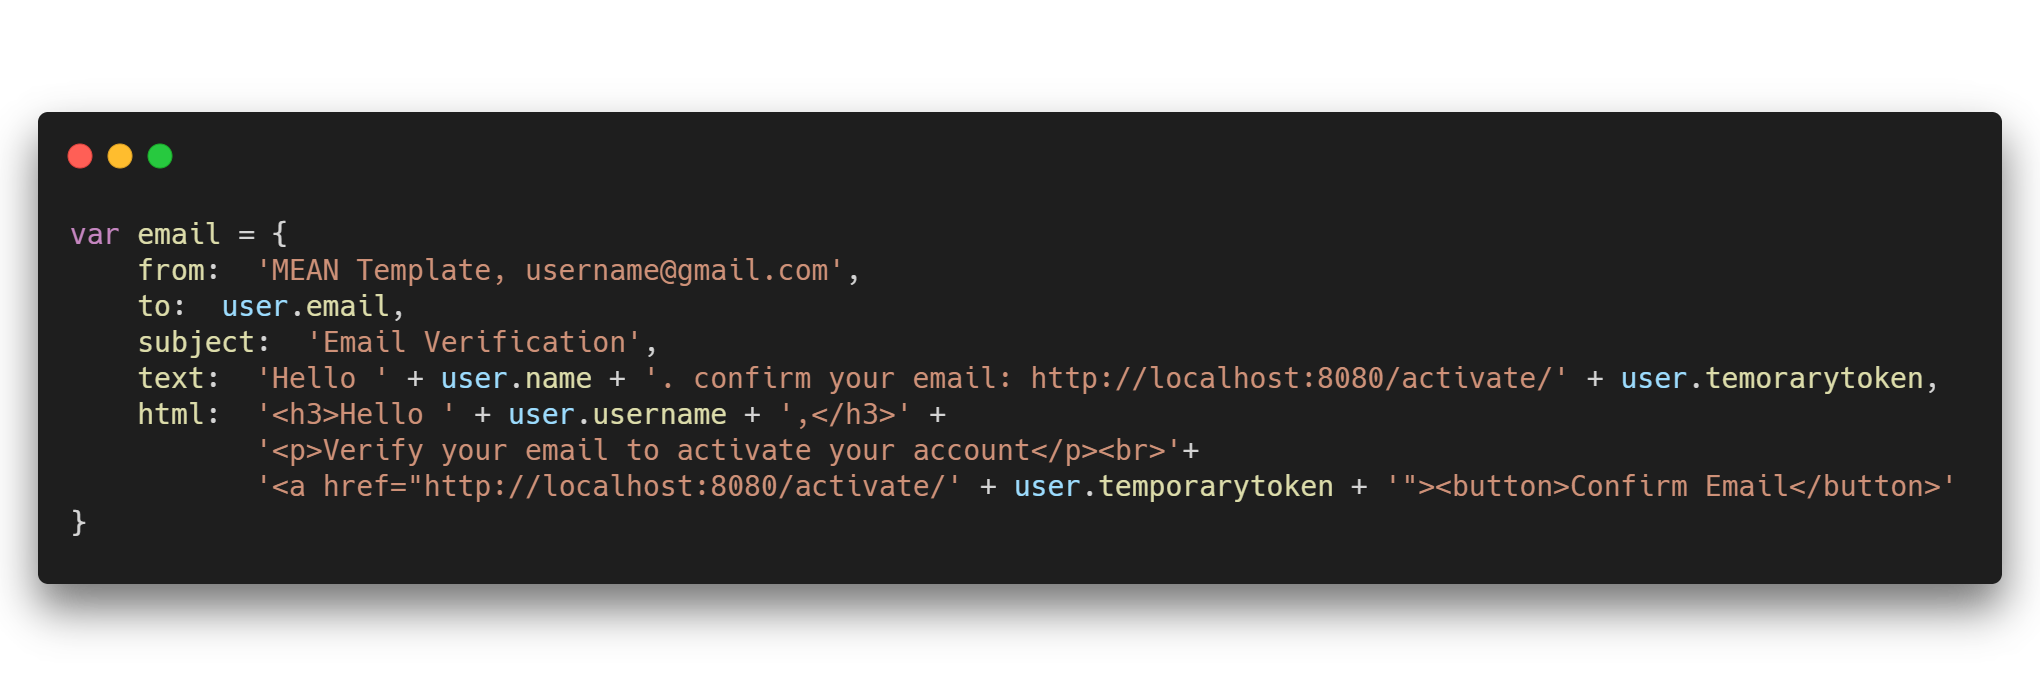 var email = {
    from:  'MEAN Template, username@gmail.com',
    to:  user.email,
    subject:  'Email Verification',
    text:  'Hello ' + user.name + '. confirm your email: http://localhost:8080/activate/' + user.temorarytoken,
    html:  '<h3>Hello ' + user.username + ',</h3>' +
           '<p>Verify your email to activate your account</p><br>'+
           '<a href="http://localhost:8080/activate/' + user.temporarytoken + '"><button>Confirm Email</button>'
}